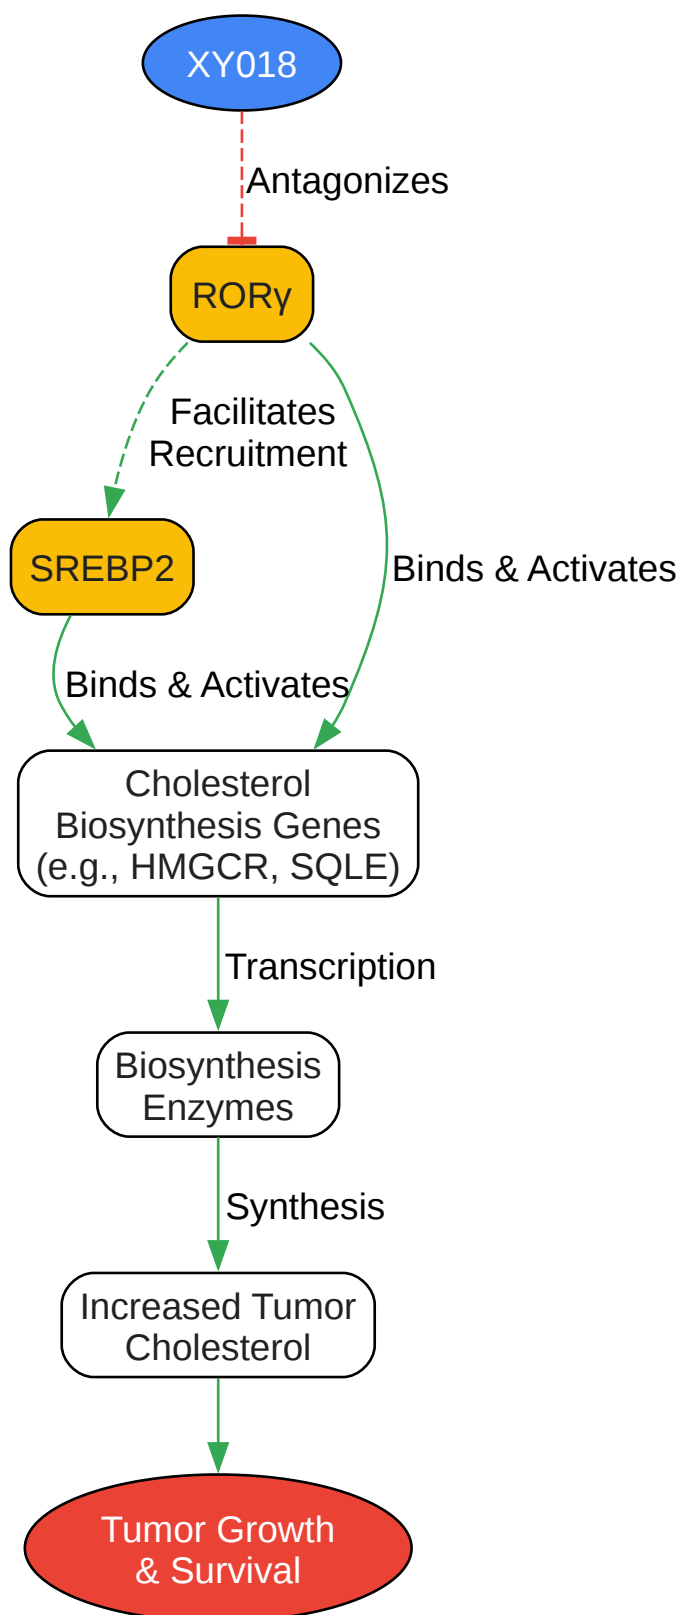 XY018
Antagonizes
RORγ
Facilitates
Recruitment
SREBP2
Binds & Activates
Binds & Activates
Cholesterol
Biosynthesis Genes
(e.g., HMGCR, SQLE)
Transcription
Biosynthesis
Enzymes
Synthesis
Increased Tumor
Cholesterol
Tumor Growth
& Survival